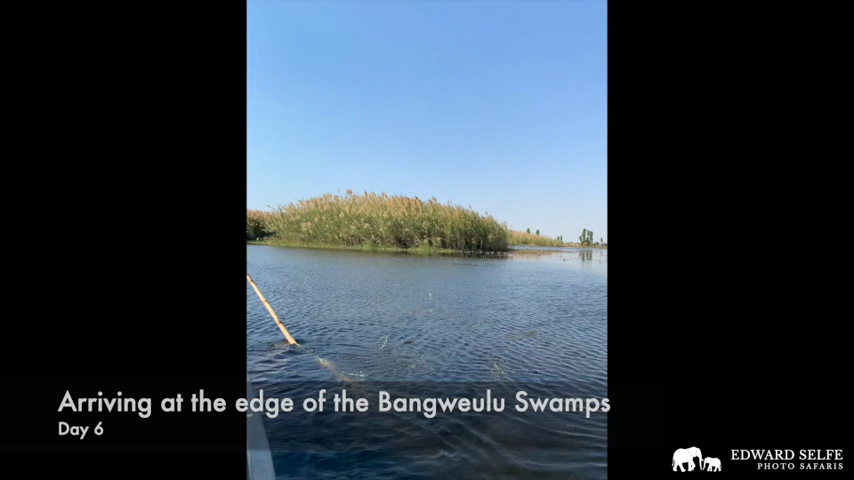 Arriving at the edge of the Bangweulu Swamps
Day 6
EDWARD SELFE
PHOTO SAFARIS